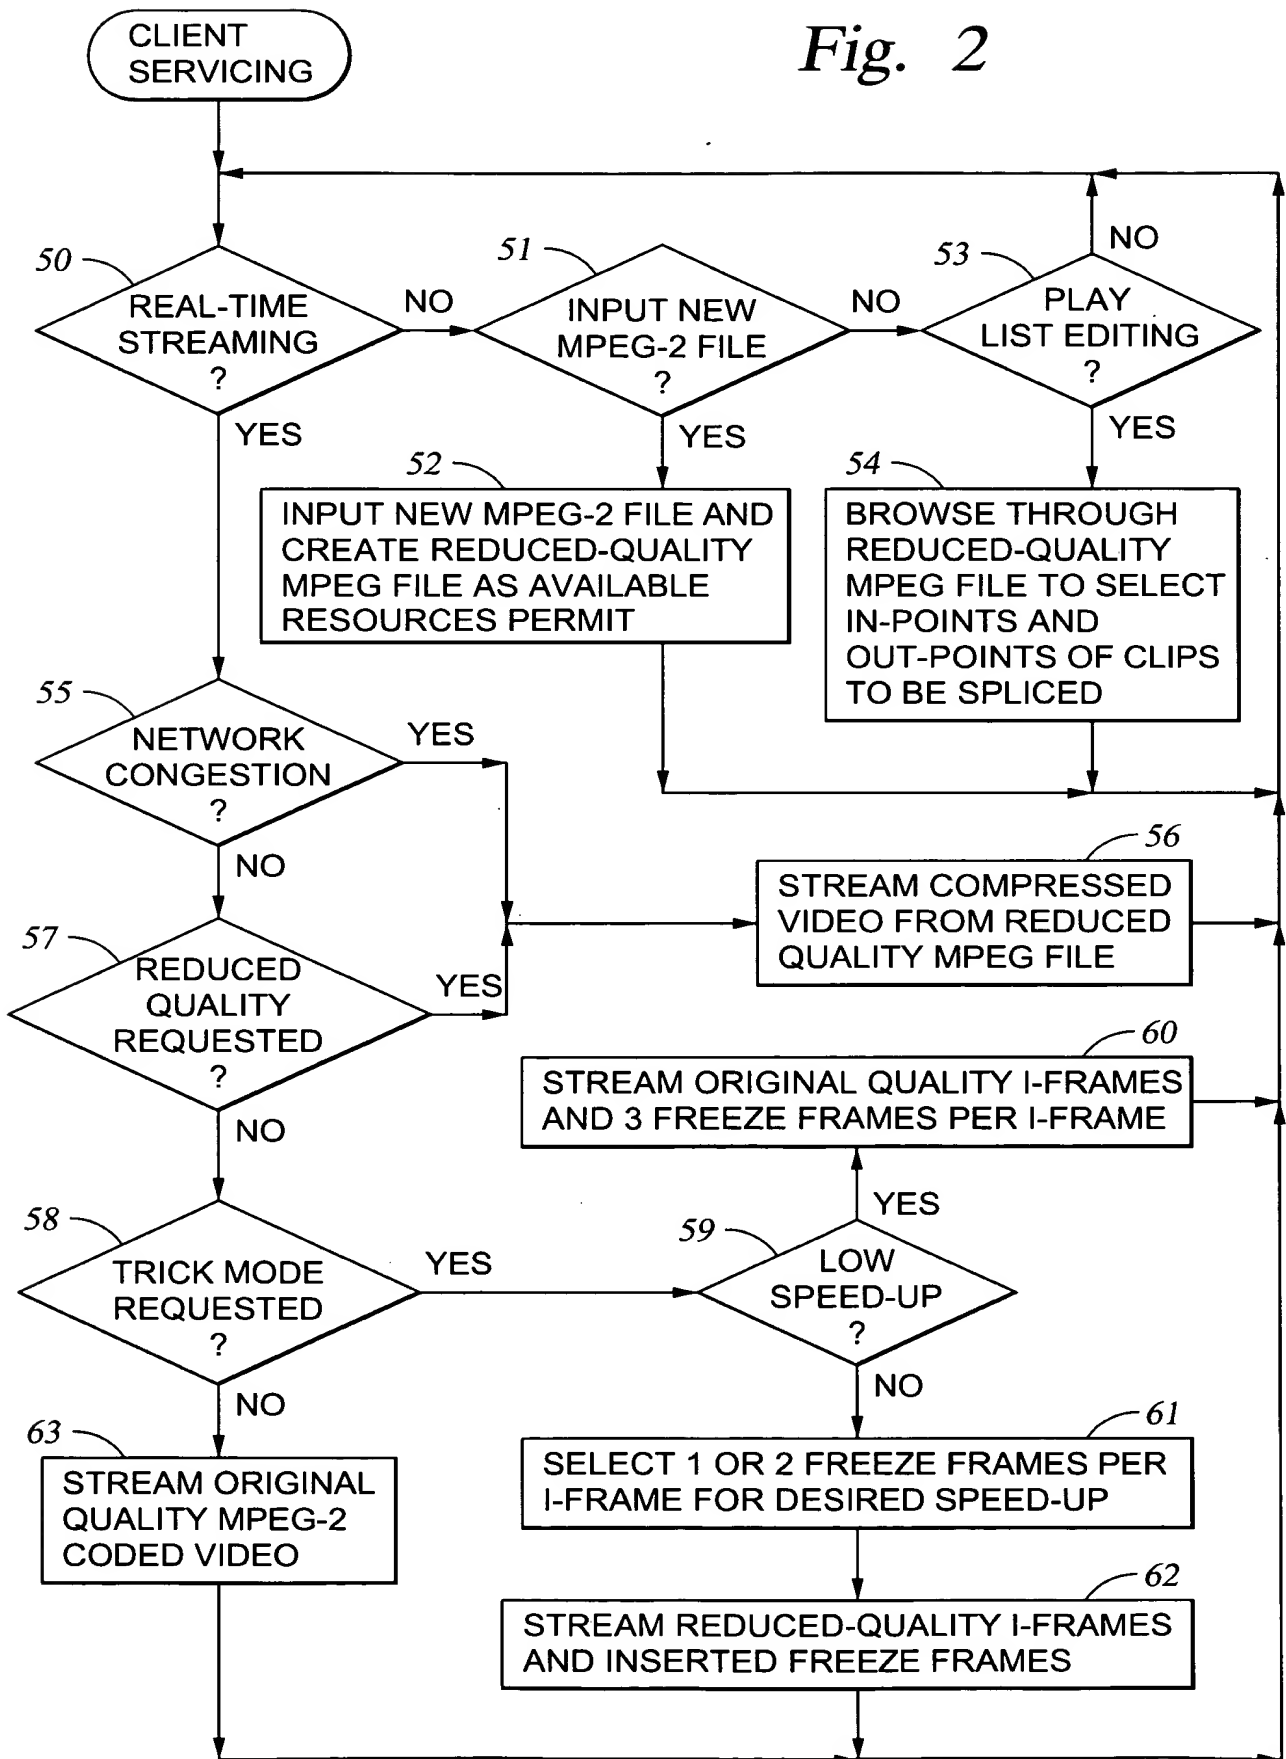 CLIENT
SERVICING
Fig. 2
50
REAL-TIME
STREAMING
?
NO
YES
51
INPUT NEW
MPEG-2 FILE
?
NO
YES
53
PLAY
LIST EDITING
?
NO
YES
52
INPUT NEW MPEG-2 FILE AND
CREATE REDUCED-QUALITY
MPEG FILE AS AVAILABLE
RESOURCES PERMIT
54
BROWSE THROUGH
REDUCED-QUALITY
MPEG FILE TO SELECT
IN-POINTS AND
OUT-POINTS OF CLIPS
TO BE SPLICED
55
NETWORK
CONGESTION
?
YES
NO
56
STREAM COMPRESSED
VIDEO FROM REDUCED
QUALITY MPEG FILE
57
REDUCED
QUALITY
REQUESTED
?
YES
NO
60
STREAM ORIGINAL QUALITY I-FRAMES
AND 3 FREEZE FRAMES PER I-FRAME
58
TRICK MODE
REQUESTED
?
YES
NO
59
LOW
SPEED-UP
?
YES
NO
63
STREAM ORIGINAL
QUALITY MPEG-2
CODED VIDEO
61
SELECT 1 OR 2 FREEZE FRAMES PER
I-FRAME FOR DESIRED SPEED-UP
62
STREAM REDUCED-QUALITY I-FRAMES
AND INSERTED FREEZE FRAMES